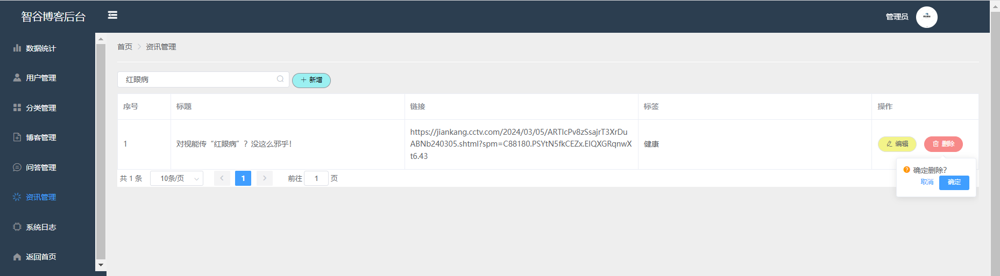 智谷博客后台
管理员
数据统计
用户管理
分类管理
博客管理
问答管理
资讯管理
系统日志
返回首页
首页 > 资讯管理
红眼病
+ 新增
序号 标题 链接 标签 操作
1 对视能传“红眼病”？没这么邪乎！
https://jiankang.cctv.com/2024/03/05/ARTIcPv8zSsajrT3XrDu
ABNb240305.shtml?spm=C88180.PSYtN5fkCEZx.EIQXGRqnwX
t6.43
健康
编辑 删除
确定删除?
取消 确定
共 1 条 10条/页 < 1 > 前往 1 页